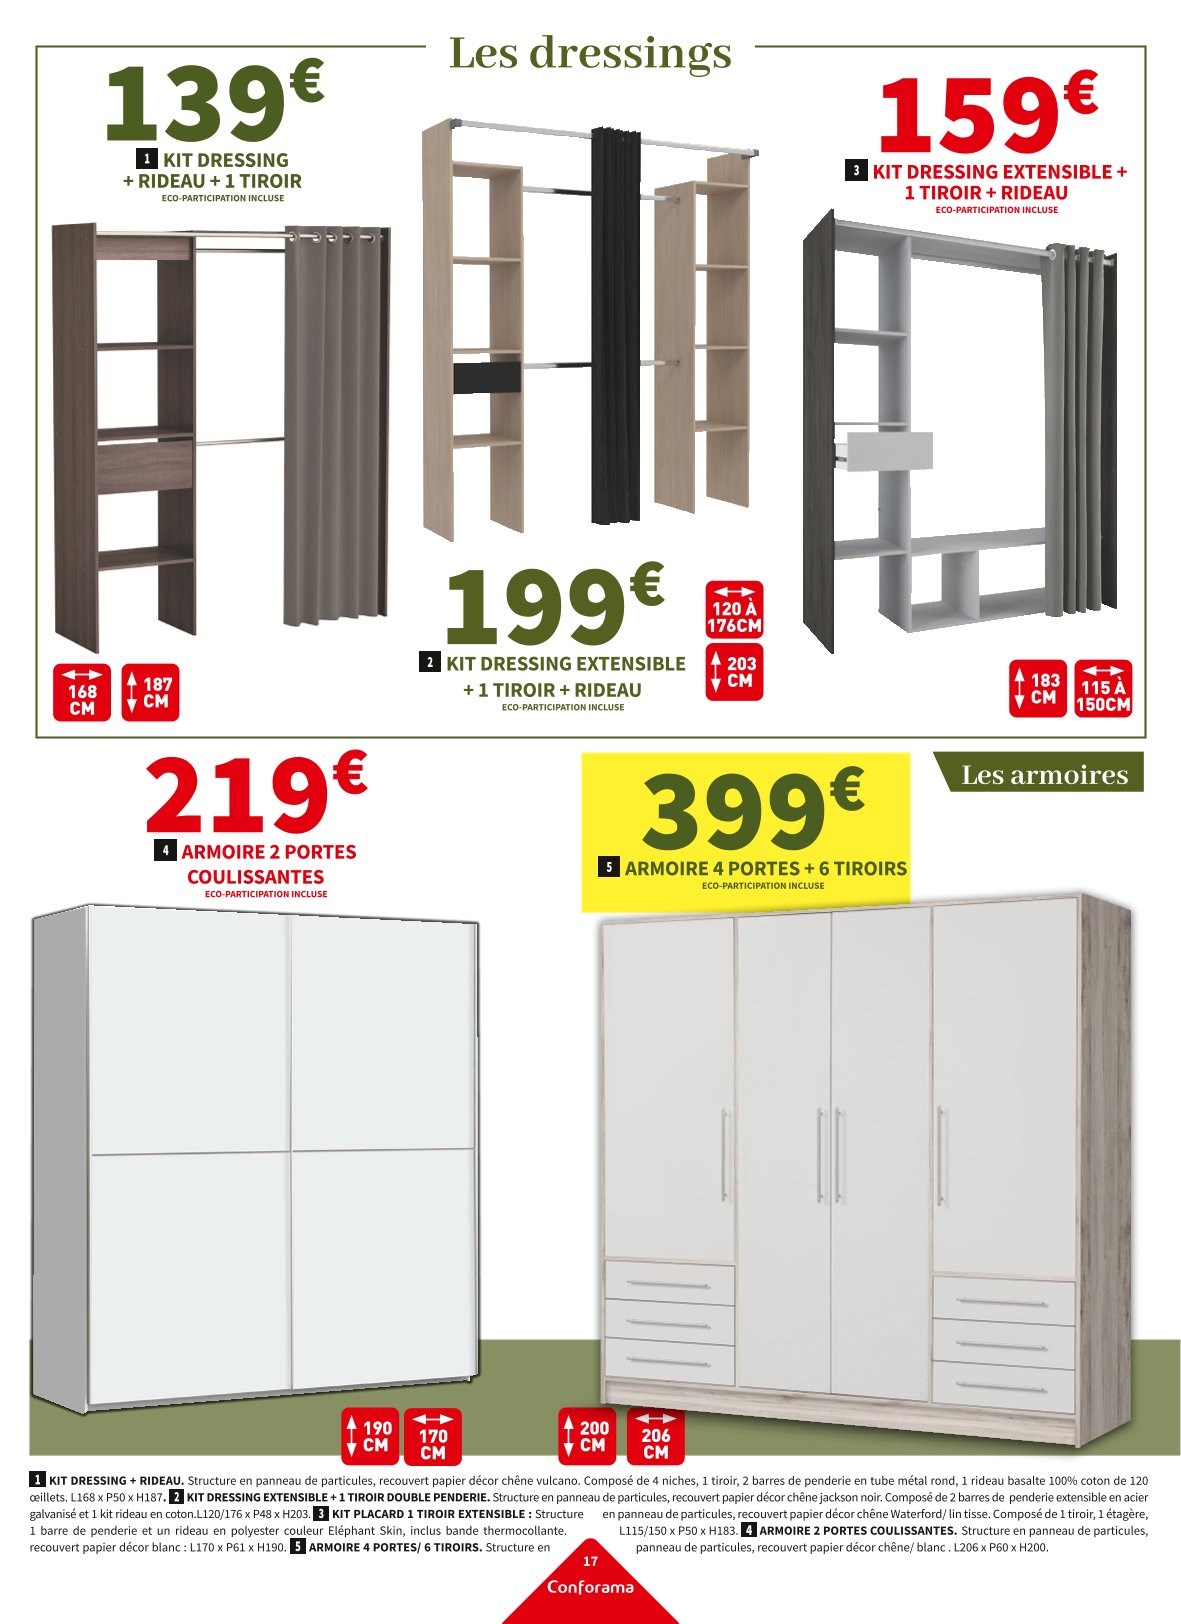 Les dressings
139€
1 KIT DRESSING
+ RIDEAU + 1 TIROIR
ECO-PARTICIPATION INCLUSE
168
CM
187
CM
199€
2 KIT DRESSING EXTENSIBLE
+ 1 TIROIR + RIDEAU
ECO-PARTICIPATION INCLUSE
120 À
176CM
203
CM
159€
3 KIT DRESSING EXTENSIBLE +
1 TIROIR + RIDEAU
ECO-PARTICIPATION INCLUSE
183
CM
115 À
150CM
Les armoires
219€
4 ARMOIRE 2 PORTES
COULISSANTES
ECO-PARTICIPATION INCLUSE
190
CM
170
CM
399€
5 ARMOIRE 4 PORTES + 6 TIROIRS
ECO-PARTICIPATION INCLUSE
200
CM
206
CM
1 KIT DRESSING + RIDEAU. Structure en panneau de particules, recouvert papier décor chêne vulcano. Composé de 4 niches, 1 tiroir, 2 barres de penderie en tube métal rond, 1 rideau basalte 100% coton de 120
œillets. L168 x P50 x H187. 2 KIT DRESSING EXTENSIBLE + 1 TIROIR DOUBLE PENDERIE. Structure en panneau de particules, recouvert papier décor chêne jackson noir. Composé de 2 barres de penderie extensible en acier
galvanisé et 1 kit rideau en coton.L120/176 x P48 x H203. 3 KIT PLACARD 1 TIROIR EXTENSIBLE : Structure en panneau de particules, recouvert papier décor chêne Waterford/ lin tisse. Composé de 1 tiroir, 1 étagère,
1 barre de penderie et un rideau en polyester couleur Eléphant Skin, inclus bande thermocollante. L115/150 x P50 x H183. 4 ARMOIRE 2 PORTES COULISSANTES. Structure en panneau de particules,
recouvert papier décor blanc : L170 x P61 x H190. 5 ARMOIRE 4 PORTES/ 6 TIROIRS. Structure en panneau de particules, recouvert papier décor chêne/ blanc . L206 x P60 x H200.
17
Conforama